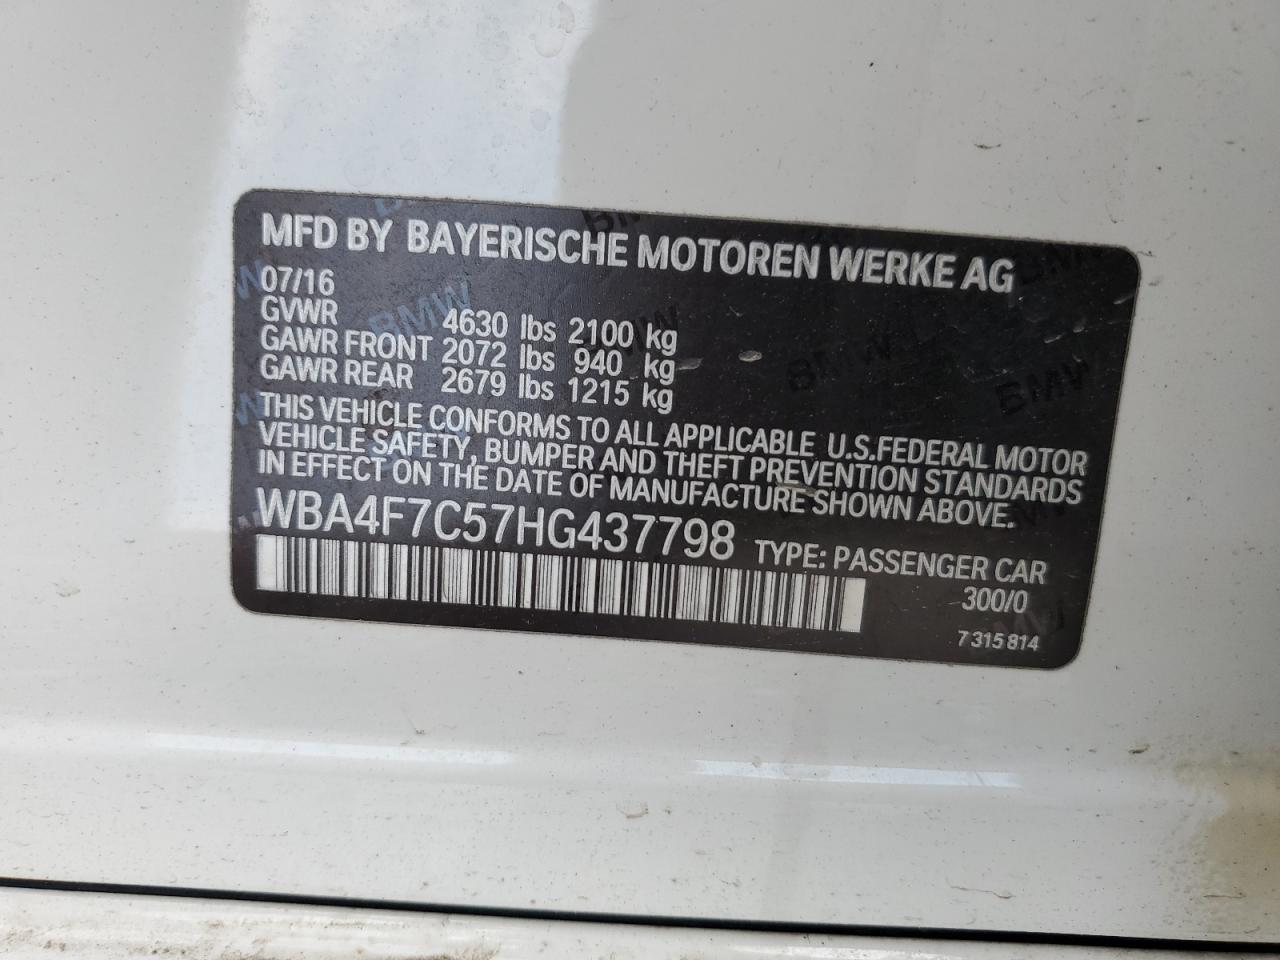 MFD BY BAYERISCHE MOTOREN WERKE AG
07/16
GVWR 4630 lbs 2100 kg
GAWR FRONT 2072 lbs 940 kg
GAWR REAR 2679 lbs 1215 kg
THIS VEHICLE CONFORMS TO ALL APPLICABLE U.S.FEDERAL MOTOR
VEHICLE SAFETY, BUMPER AND THEFT PREVENTION STANDARDS
IN EFFECT ON THE DATE OF MANUFACTURE SHOWN ABOVE.
WBA4F7C57HG437798 TYPE: PASSENGER CAR
300/0
7 315 814